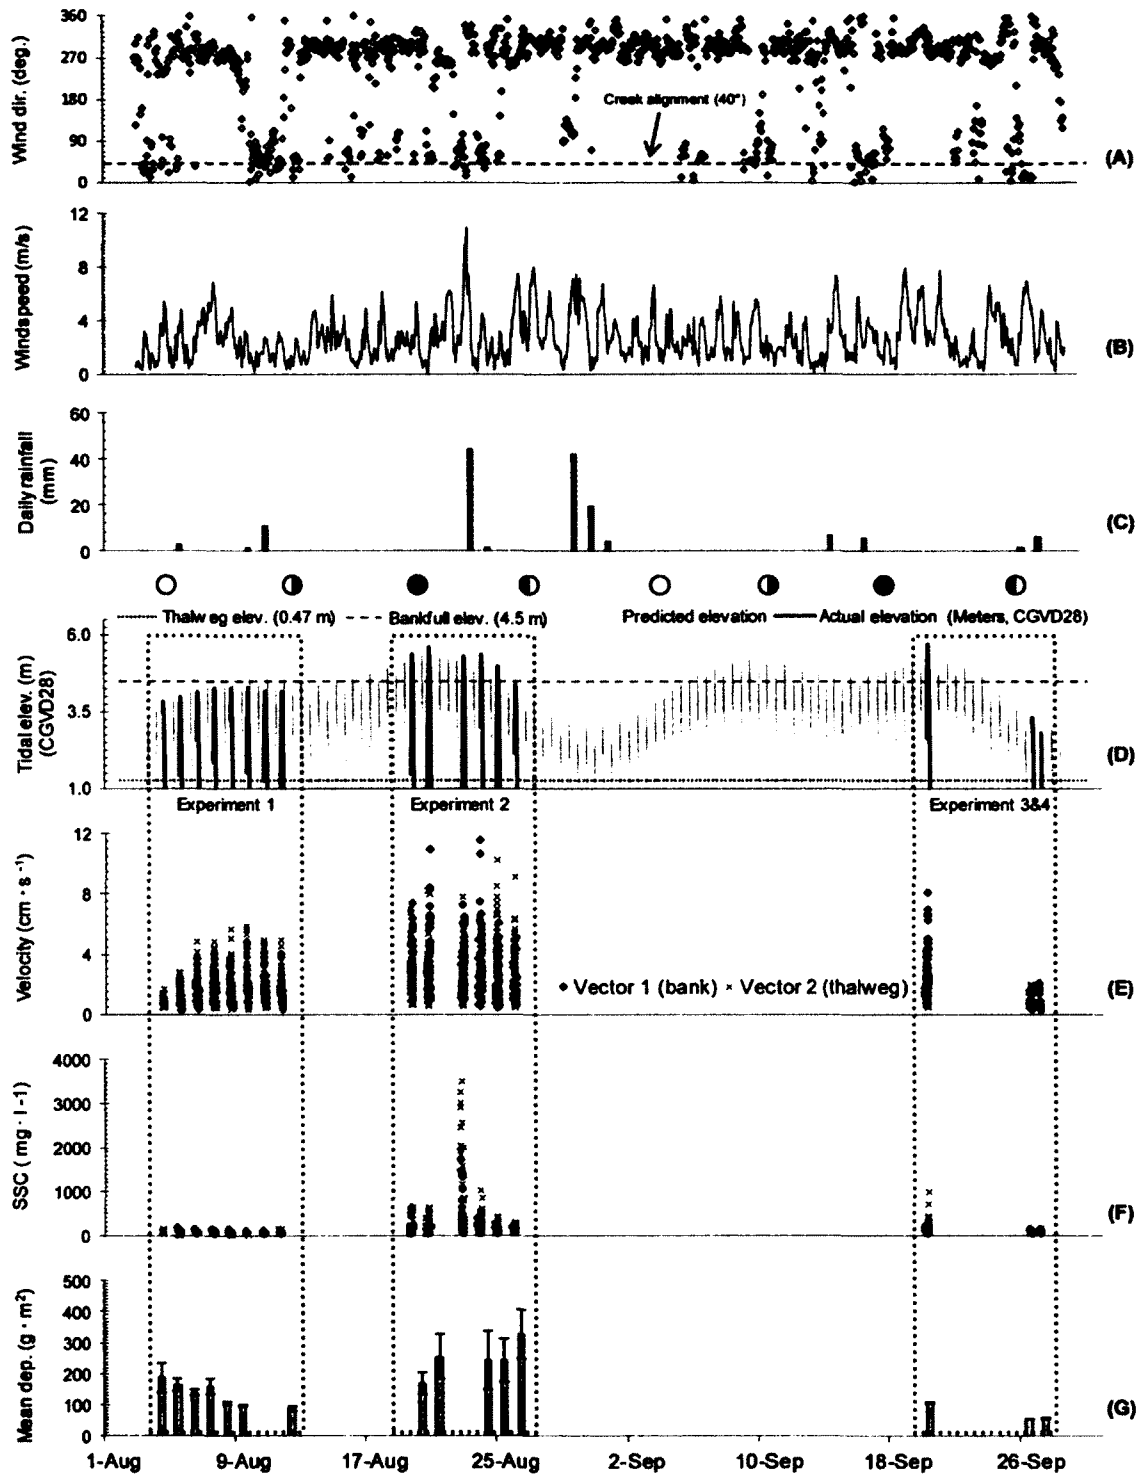 360
270
180
90
0
Wind dir. (deg.)
Creek alignment (40°)
(A)
12
8
4
0
Windspeed (m/s)
(B)
60
40
20
0
Daily rainfall
(mm)
(C)
Thalweg elev. (0.47 m)
Bankfull elev. (4.5 m)
Predicted elevation
Actual elevation (Meters, CGVD28)
6.0
3.5
1.0
Tidal elev. (m)
(CGVD28)
(D)
Experiment 1
Experiment 2
Experiment 3&4
12
8
4
0
Velocity (cm · s⁻¹)
Vector 1 (bank) × Vector 2 (thalweg)
(E)
4000
3000
2000
1000
0
SSC ( mg · l -1)
(F)
500
400
300
200
100
0
Mean dep. (g · m²)
(G)
1-Aug
9-Aug
17-Aug
25-Aug
2-Sep
10-Sep
18-Sep
26-Sep